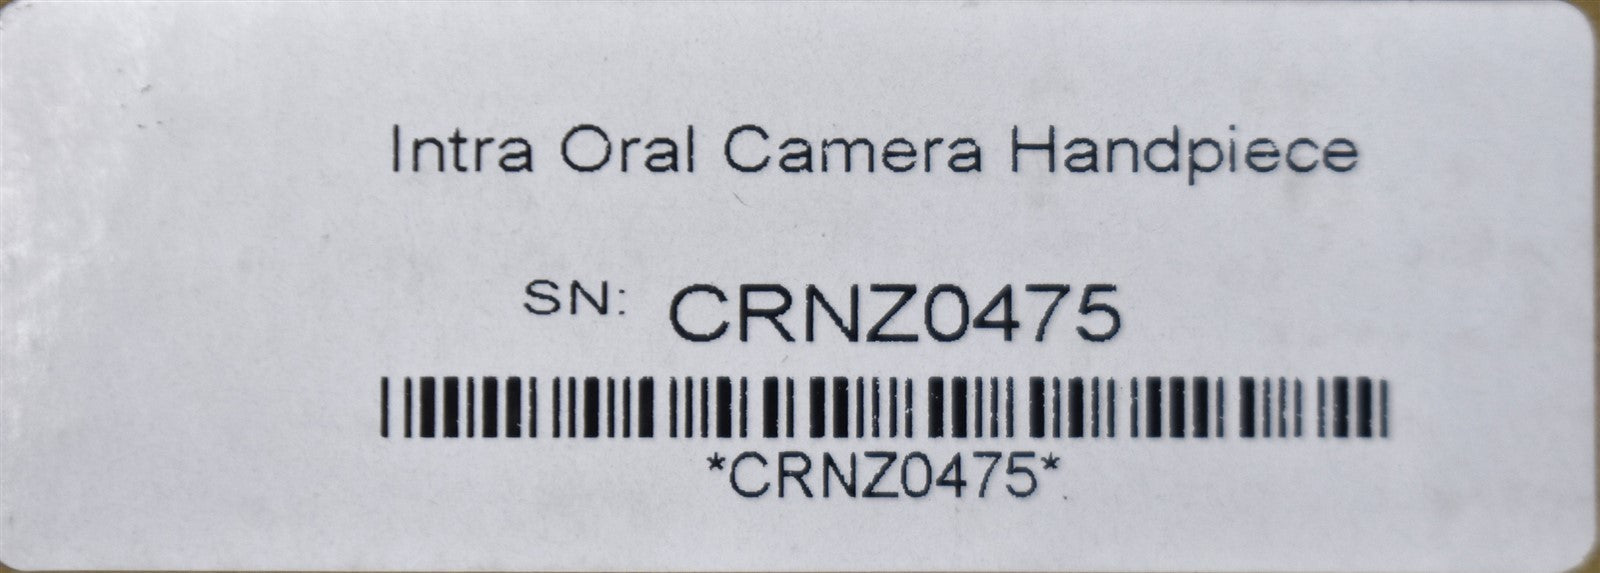 Intra Oral Camera Handpiece
SN: CRNZ0475
*CRNZ0475*